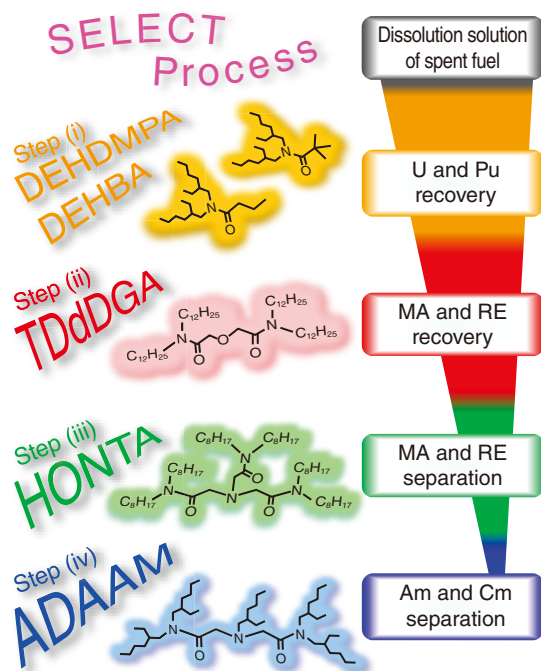 SELECT
Process
Dissolution solution
of spent fuel
Step (i)
DEHDMPA
DEHBA
N
O
N
O
U and Pu
recovery
Step (ii)
TDdDGA
C₁₂H₂₅
C₁₂H₂₅
N
O
N
C₁₂H₂₅
O
O
C₁₂H₂₅
MA and RE
recovery
Step (iii)
HONTA
C₈H₁₇
C₈H₁₇
N
C₈H₁₇
O
C₈H₁₇
C₈H₁₇
N
N
N
C₈H₁₇
O
O
MA and RE
separation
Step (iv)
ADAAM
N
N
N
O
O
Am and Cm
separation